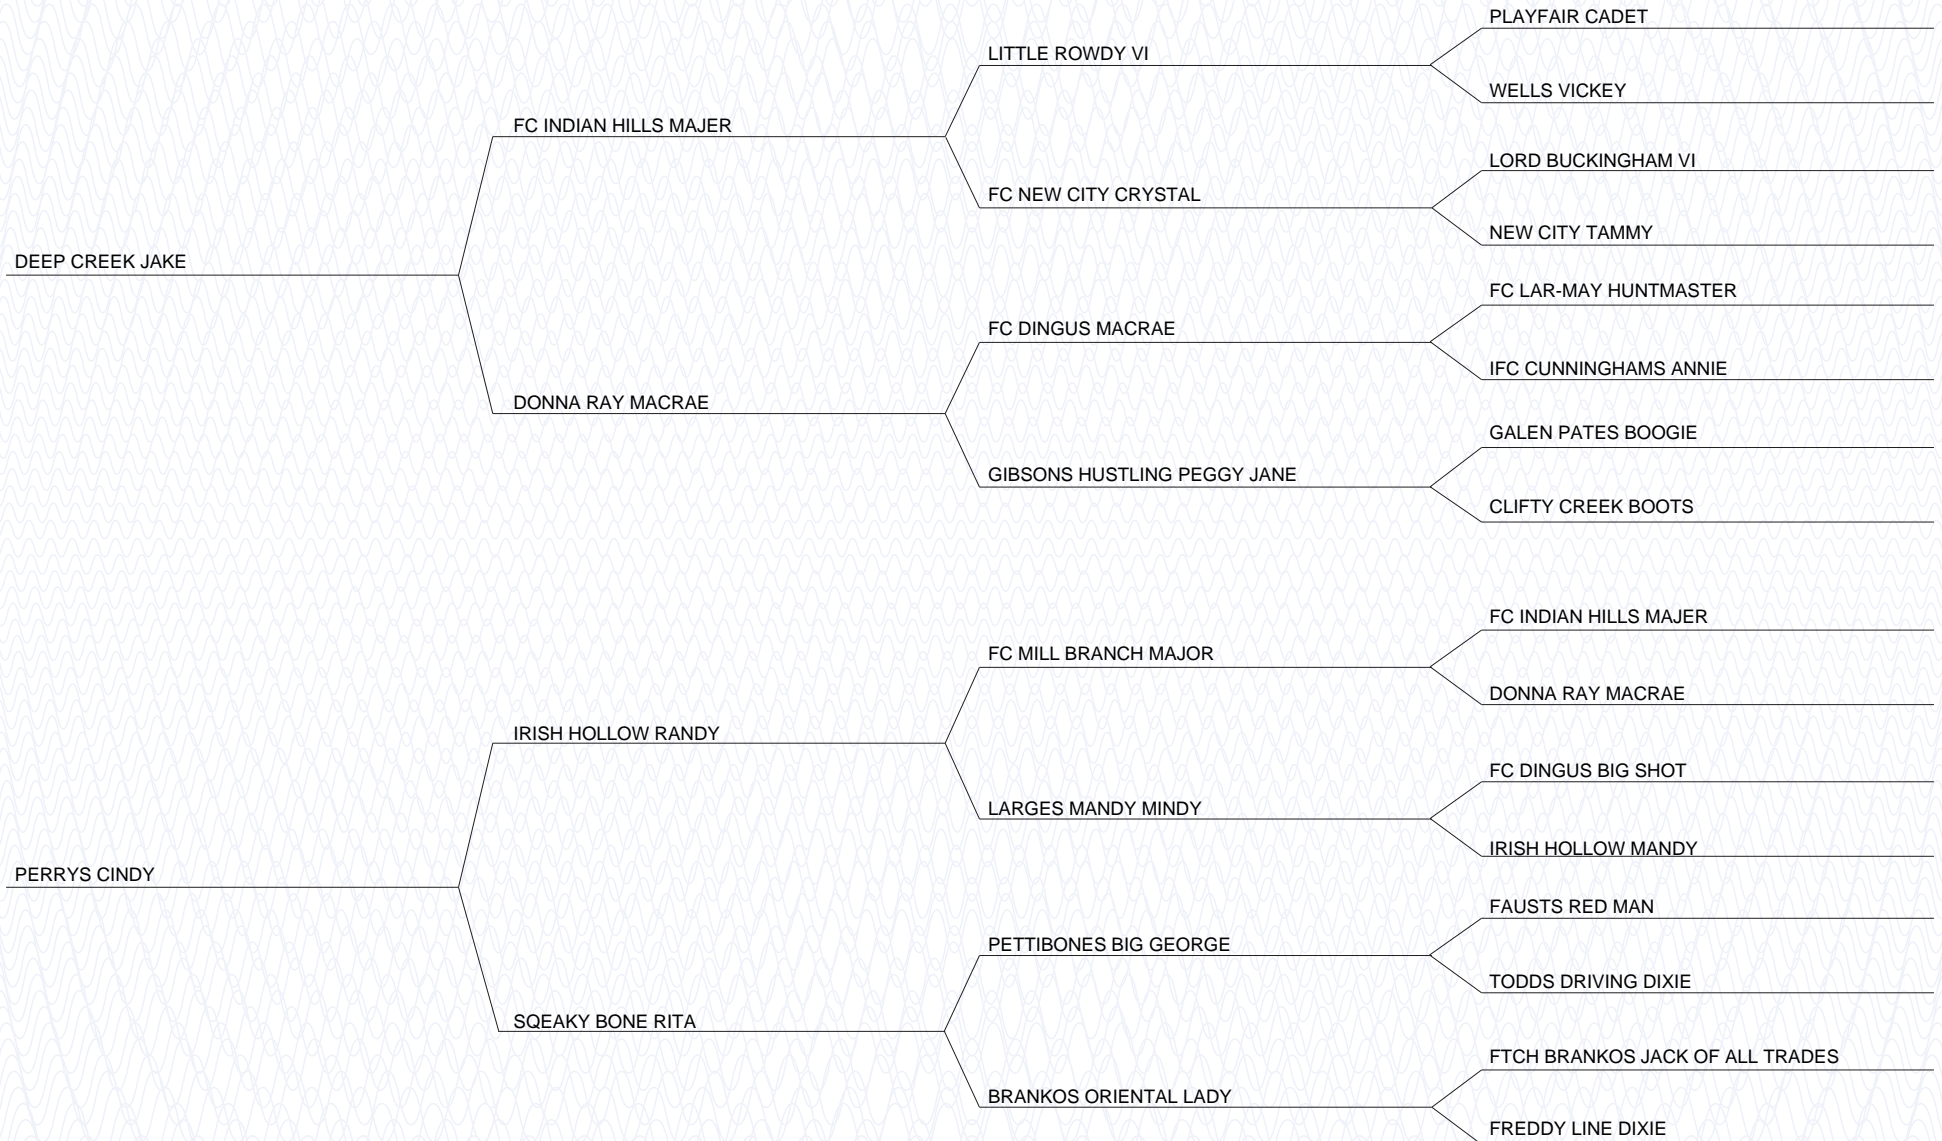 PLAYFAIR CADET
LITTLE ROWDY VI
WELLS VICKEY
FC INDIAN HILLS MAJER
LORD BUCKINGHAM VI
FC NEW CITY CRYSTAL
NEW CITY TAMMY
DEEP CREEK JAKE
FC LAR-MAY HUNTMASTER
FC DINGUS MACRAE
IFC CUNNINGHAMS ANNIE
DONNA RAY MACRAE
GALEN PATES BOOGIE
GIBSONS HUSTLING PEGGY JANE
CLIFTY CREEK BOOTS
FC INDIAN HILLS MAJER
FC MILL BRANCH MAJOR
DONNA RAY MACRAE
IRISH HOLLOW RANDY
FC DINGUS BIG SHOT
LARGES MANDY MINDY
IRISH HOLLOW MANDY
PERRYS CINDY
FAUSTS RED MAN
PETTIBONES BIG GEORGE
TODDS DRIVING DIXIE
SQEAKY BONE RITA
FTCH BRANKOS JACK OF ALL TRADES
BRANKOS ORIENTAL LADY
FREDDY LINE DIXIE